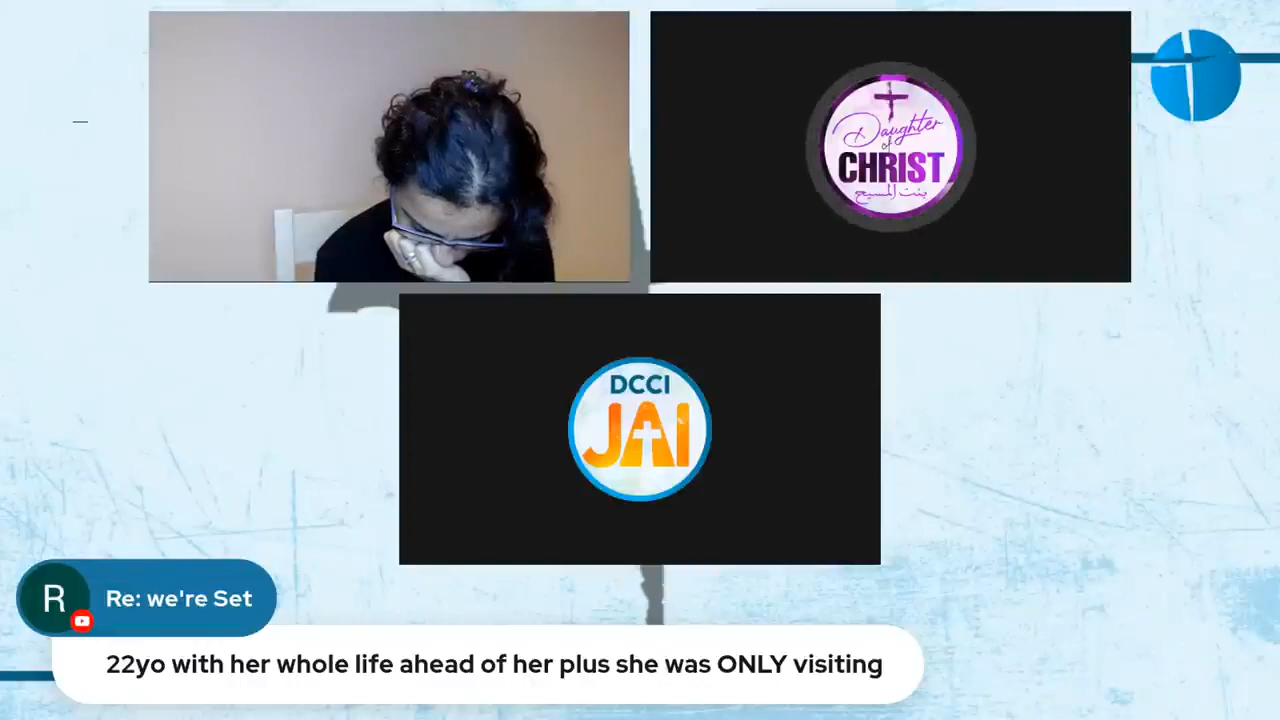 Daughter
of
CHRIST
بنت المسيح
DCCI
JAI
R
Re: we're Set
22yo with her whole life ahead of her plus she was ONLY visiting